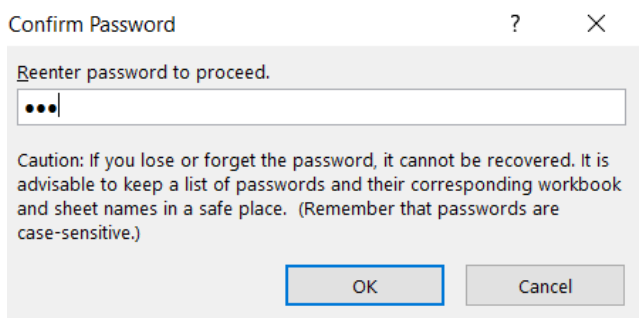 Confirm Password
Reenter password to proceed.
•••
Caution: If you lose or forget the password, it cannot be recovered. It is
advisable to keep a list of passwords and their corresponding workbook
and sheet names in a safe place.  (Remember that passwords are
case-sensitive.)
OK Cancel